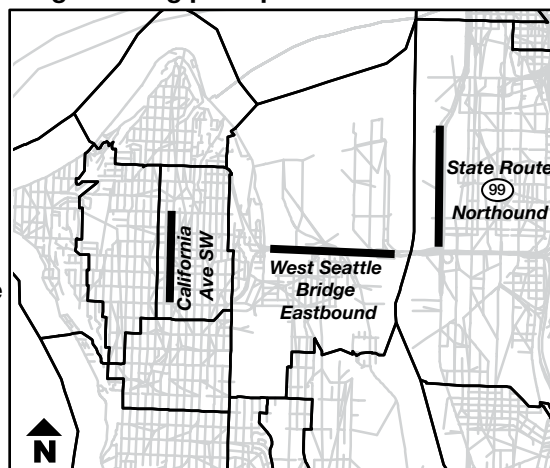 State Route
99
Northound
California
Ave SW
West Seattle
Bridge
Eastbound
N